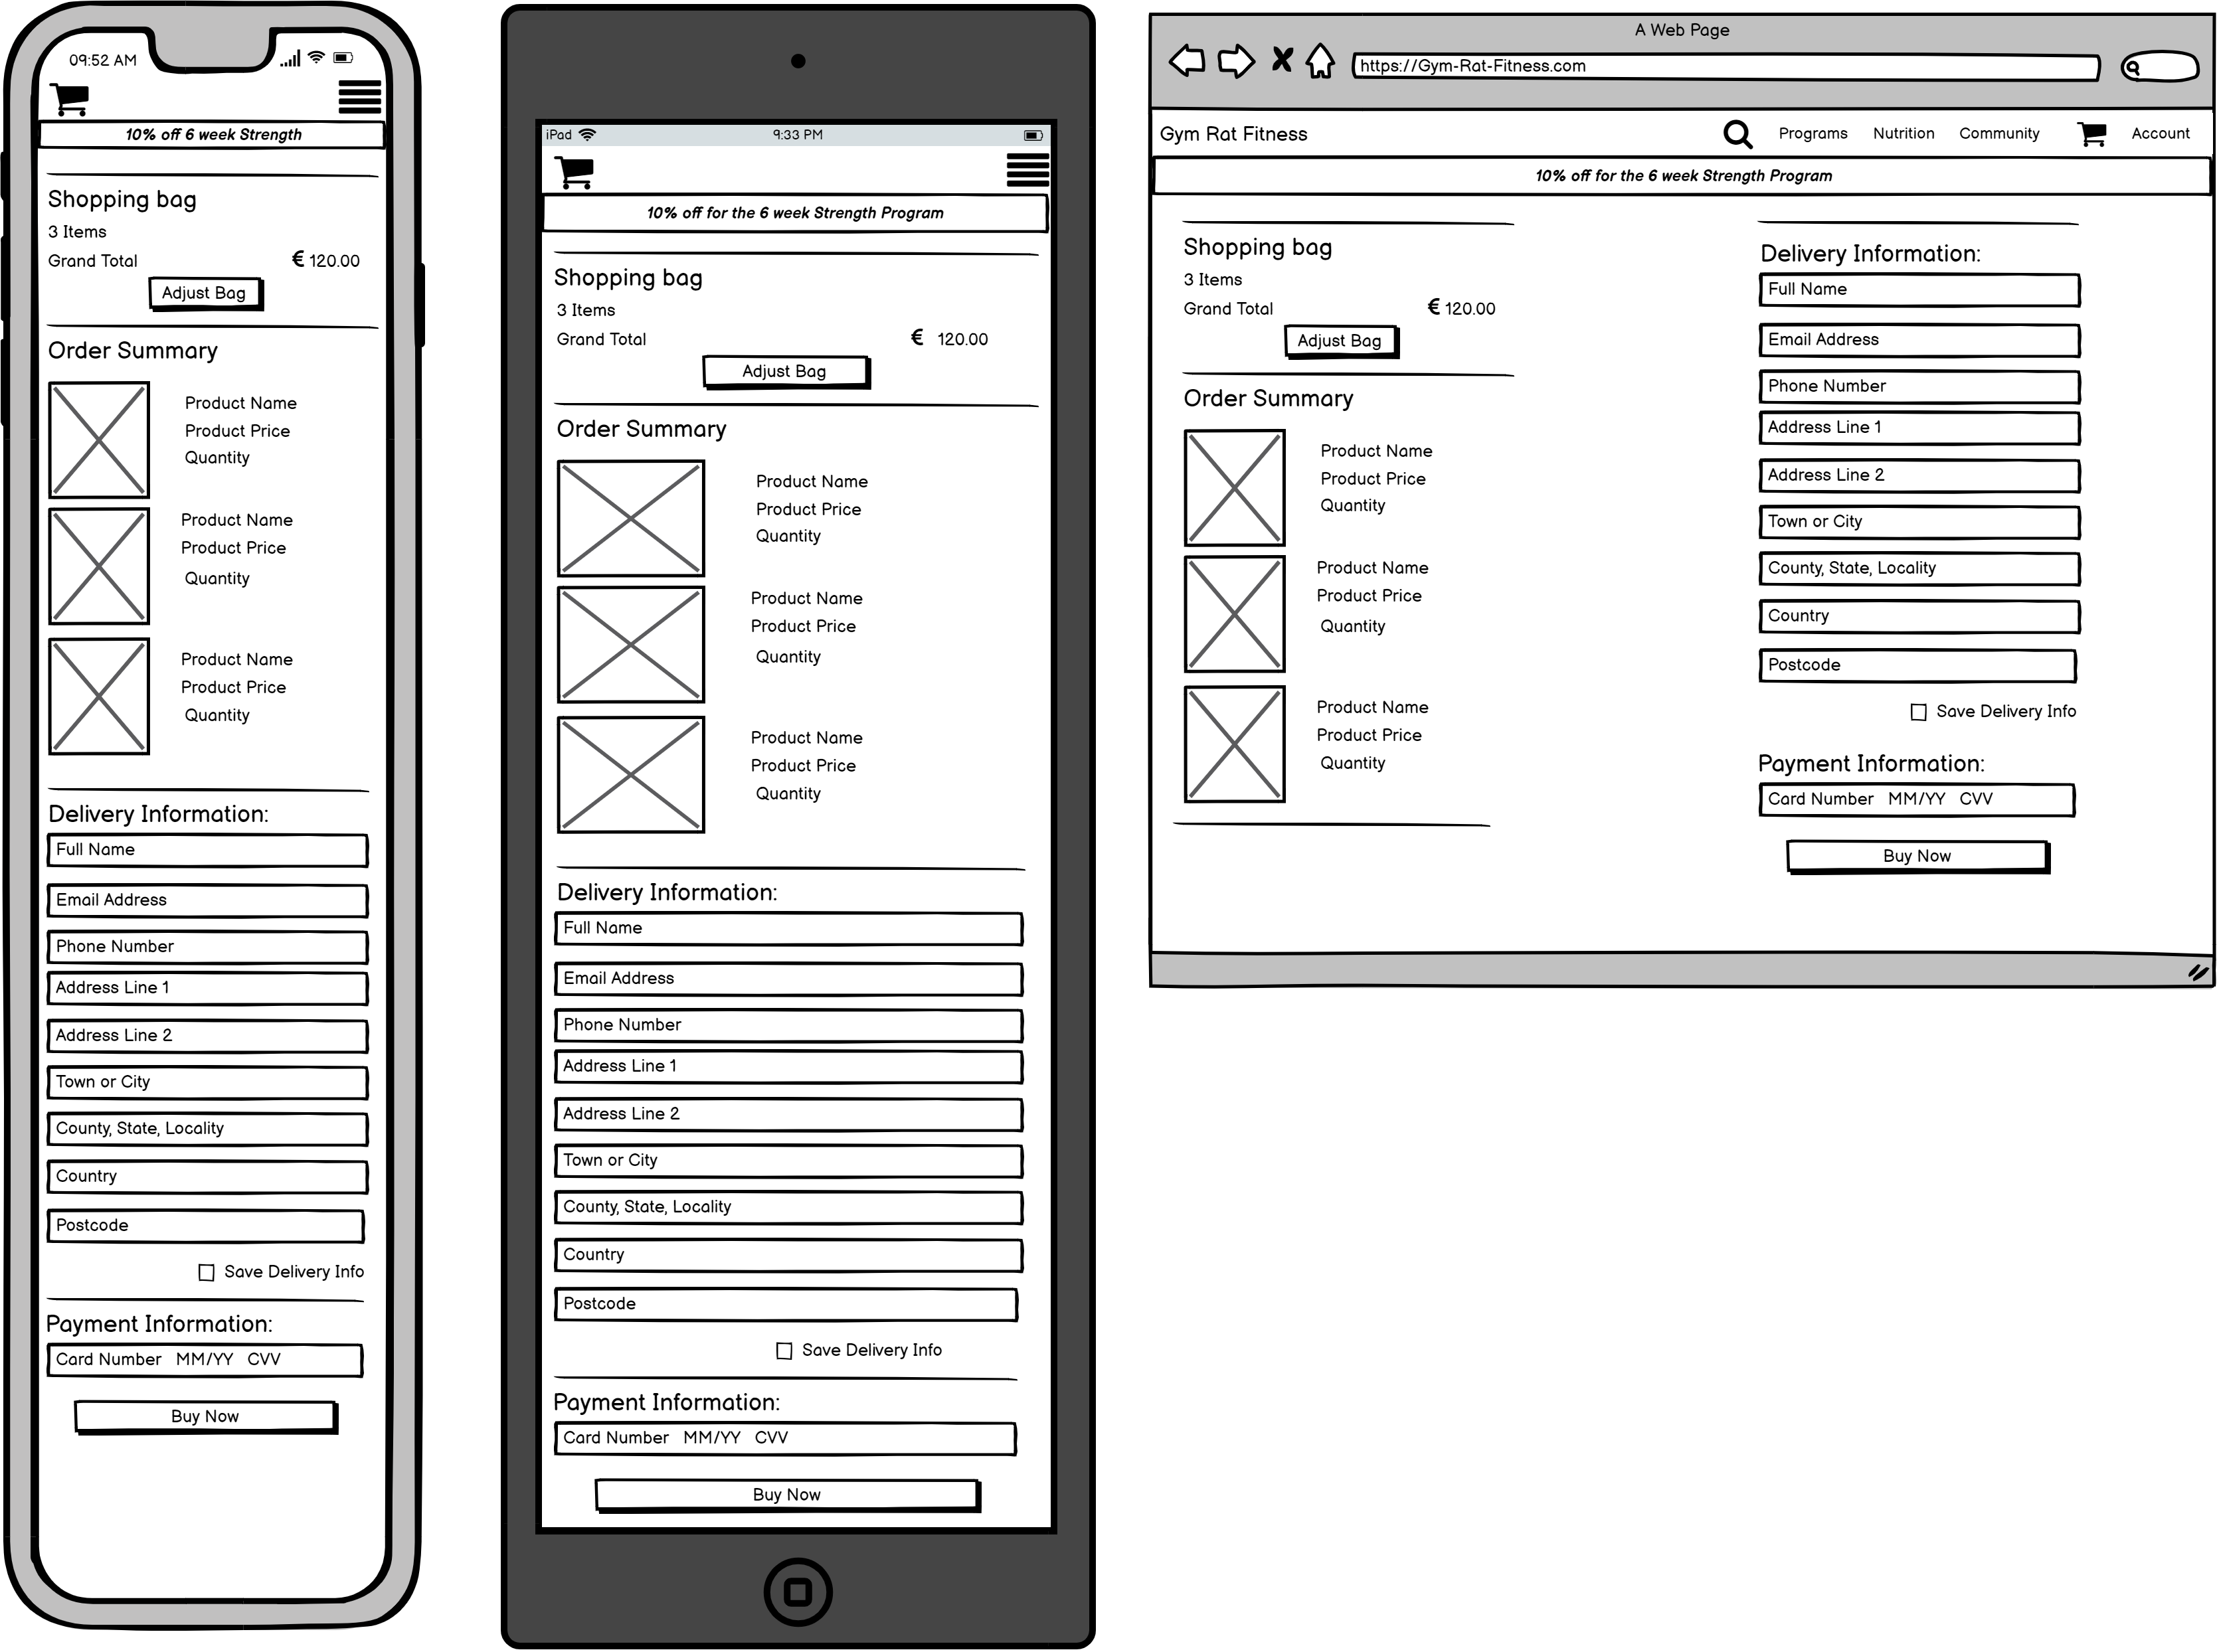 09:52 AM
10% off 6 week Strength
Shopping bag
3 Items
Grand Total € 120.00
Adjust Bag
Order Summary
Product Name
Product Price
Quantity
Product Name
Product Price
Quantity
Product Name
Product Price
Quantity
Delivery Information:
Full Name
Email Address
Phone Number
Address Line 1
Address Line 2
Town or City
County, State, Locality
Country
Postcode
Save Delivery Info
Payment Information:
Card Number MM/YY CVV
Buy Now
iPad 9:33 PM
10% off for the 6 week Strength Program
Shopping bag
3 Items
Grand Total € 120.00
Adjust Bag
Order Summary
Product Name
Product Price
Quantity
Product Name
Product Price
Quantity
Product Name
Product Price
Quantity
Delivery Information:
Full Name
Email Address
Phone Number
Address Line 1
Address Line 2
Town or City
County, State, Locality
Country
Postcode
Save Delivery Info
Payment Information:
Card Number MM/YY CVV
Buy Now
A Web Page
https://Gym-Rat-Fitness.com
Gym Rat Fitness Programs Nutrition Community Account
10% off for the 6 week Strength Program
Shopping bag
3 Items
Grand Total € 120.00
Adjust Bag
Order Summary
Product Name
Product Price
Quantity
Product Name
Product Price
Quantity
Product Name
Product Price
Quantity
Delivery Information:
Full Name
Email Address
Phone Number
Address Line 1
Address Line 2
Town or City
County, State, Locality
Country
Postcode
Save Delivery Info
Payment Information:
Card Number MM/YY CVV
Buy Now